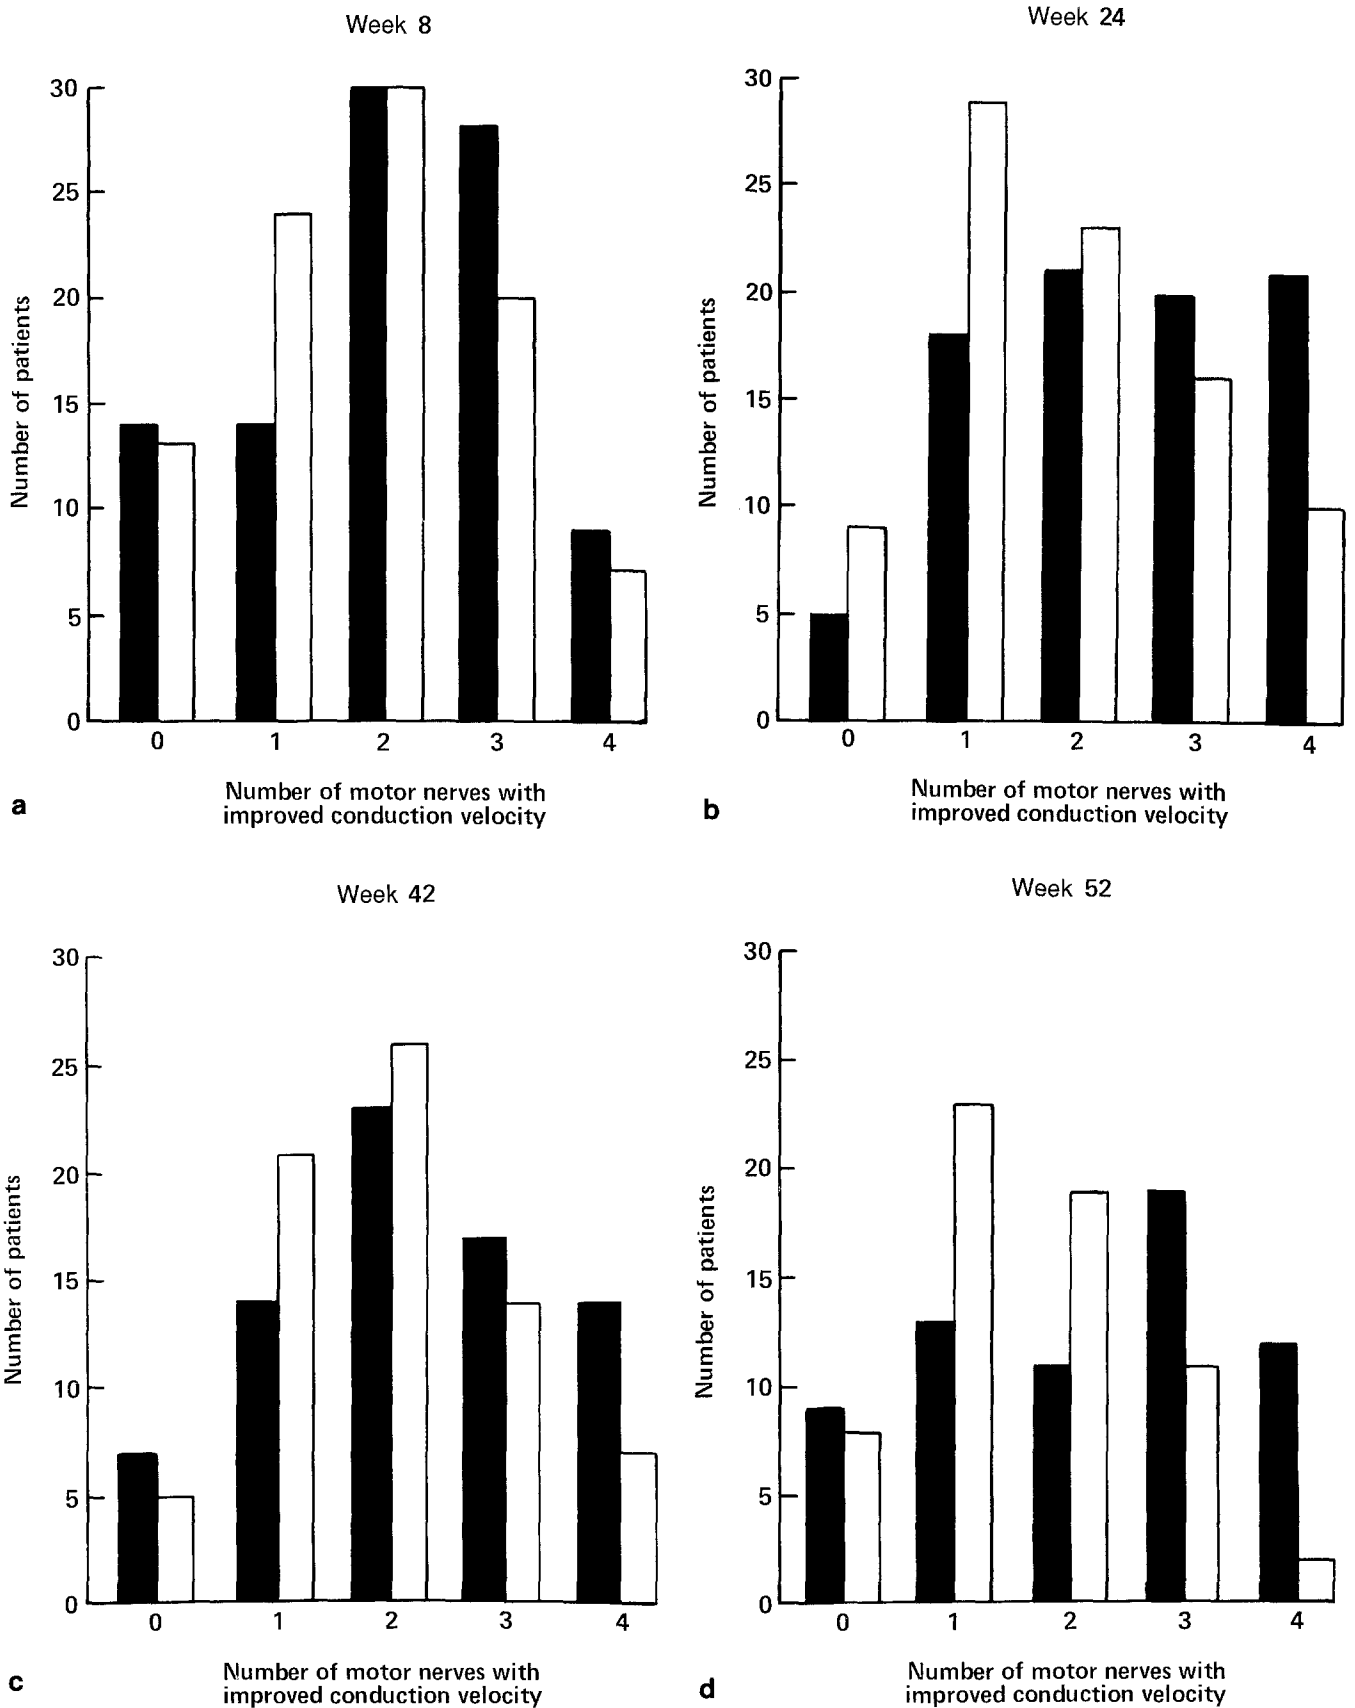 Week 8
30
25
20
15
10
5
0
Number of patients
0 1 2 3 4
Number of motor nerves with
improved conduction velocity
a
Week 24
30
25
20
15
10
5
0
Number of patients
0 1 2 3 4
Number of motor nerves with
improved conduction velocity
b
Week 42
30
25
20
15
10
5
0
Number of patients
0 1 2 3 4
Number of motor nerves with
improved conduction velocity
c
Week 52
30
25
20
15
10
5
0
Number of patients
0 1 2 3 4
Number of motor nerves with
improved conduction velocity
d